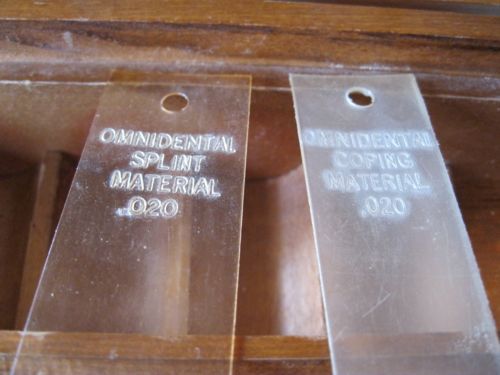 OMNIDENTAL
SPLINT
MATERIAL
.020
OMNIDENTAL
COPING
MATERIAL
.020